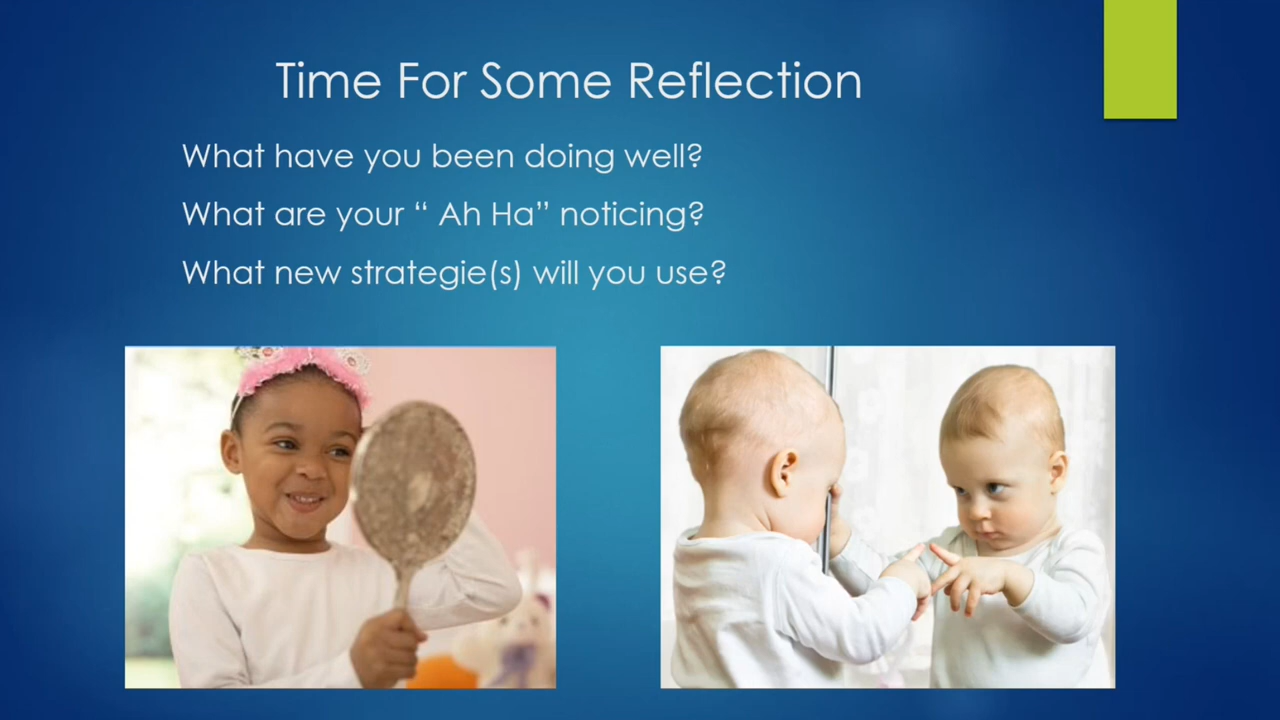 Time For Some Reflection
What have you been doing well?
What are your “ Ah Ha” noticing?
What new strategie(s) will you use?